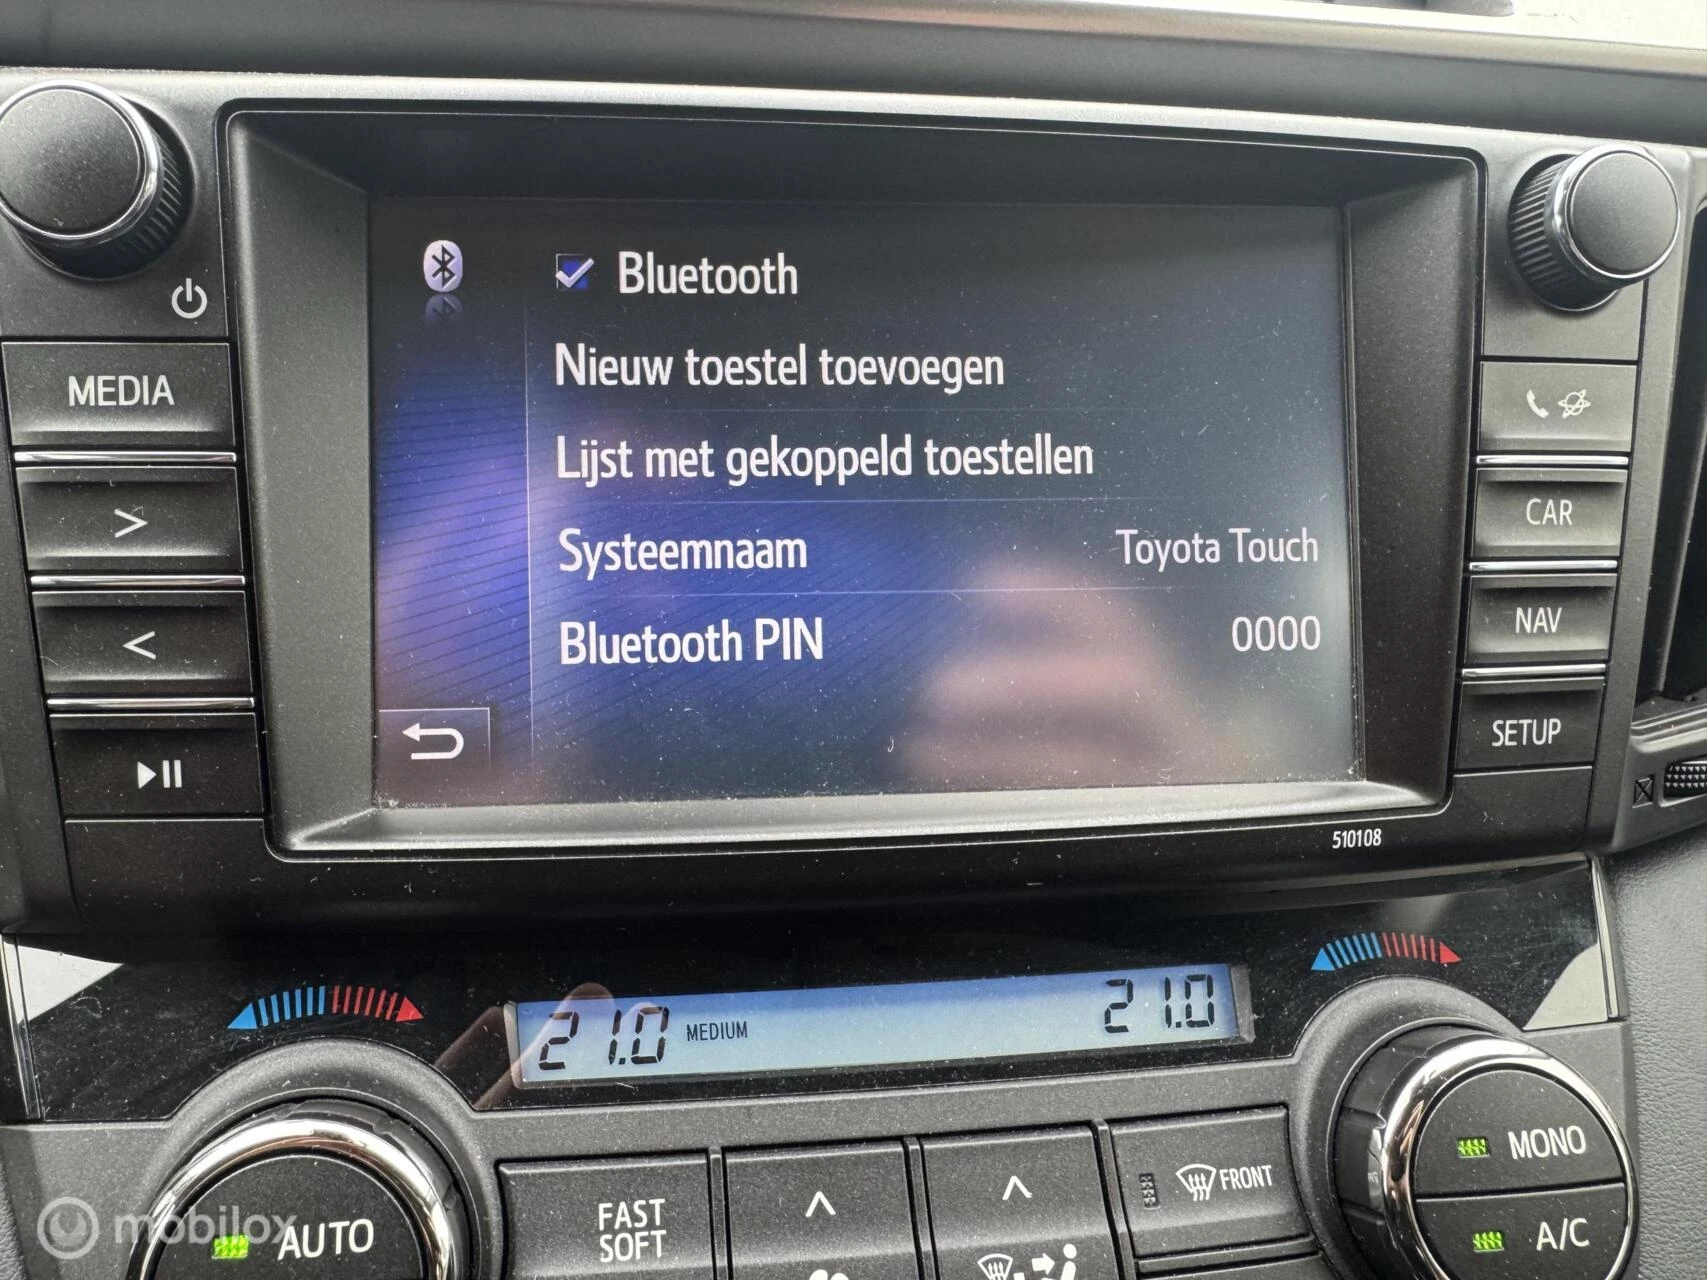 Bluetooth
Nieuw toestel toevoegen
Lijst met gekoppeld toestellen
Systeemnaam Toyota Touch
Bluetooth PIN 0000
MEDIA
>
<
CAR
NAV
SETUP
510108
21.0 MEDIUM 21.0
AUTO
FAST
SOFT
FRONT
MONO
A/C
mobilox